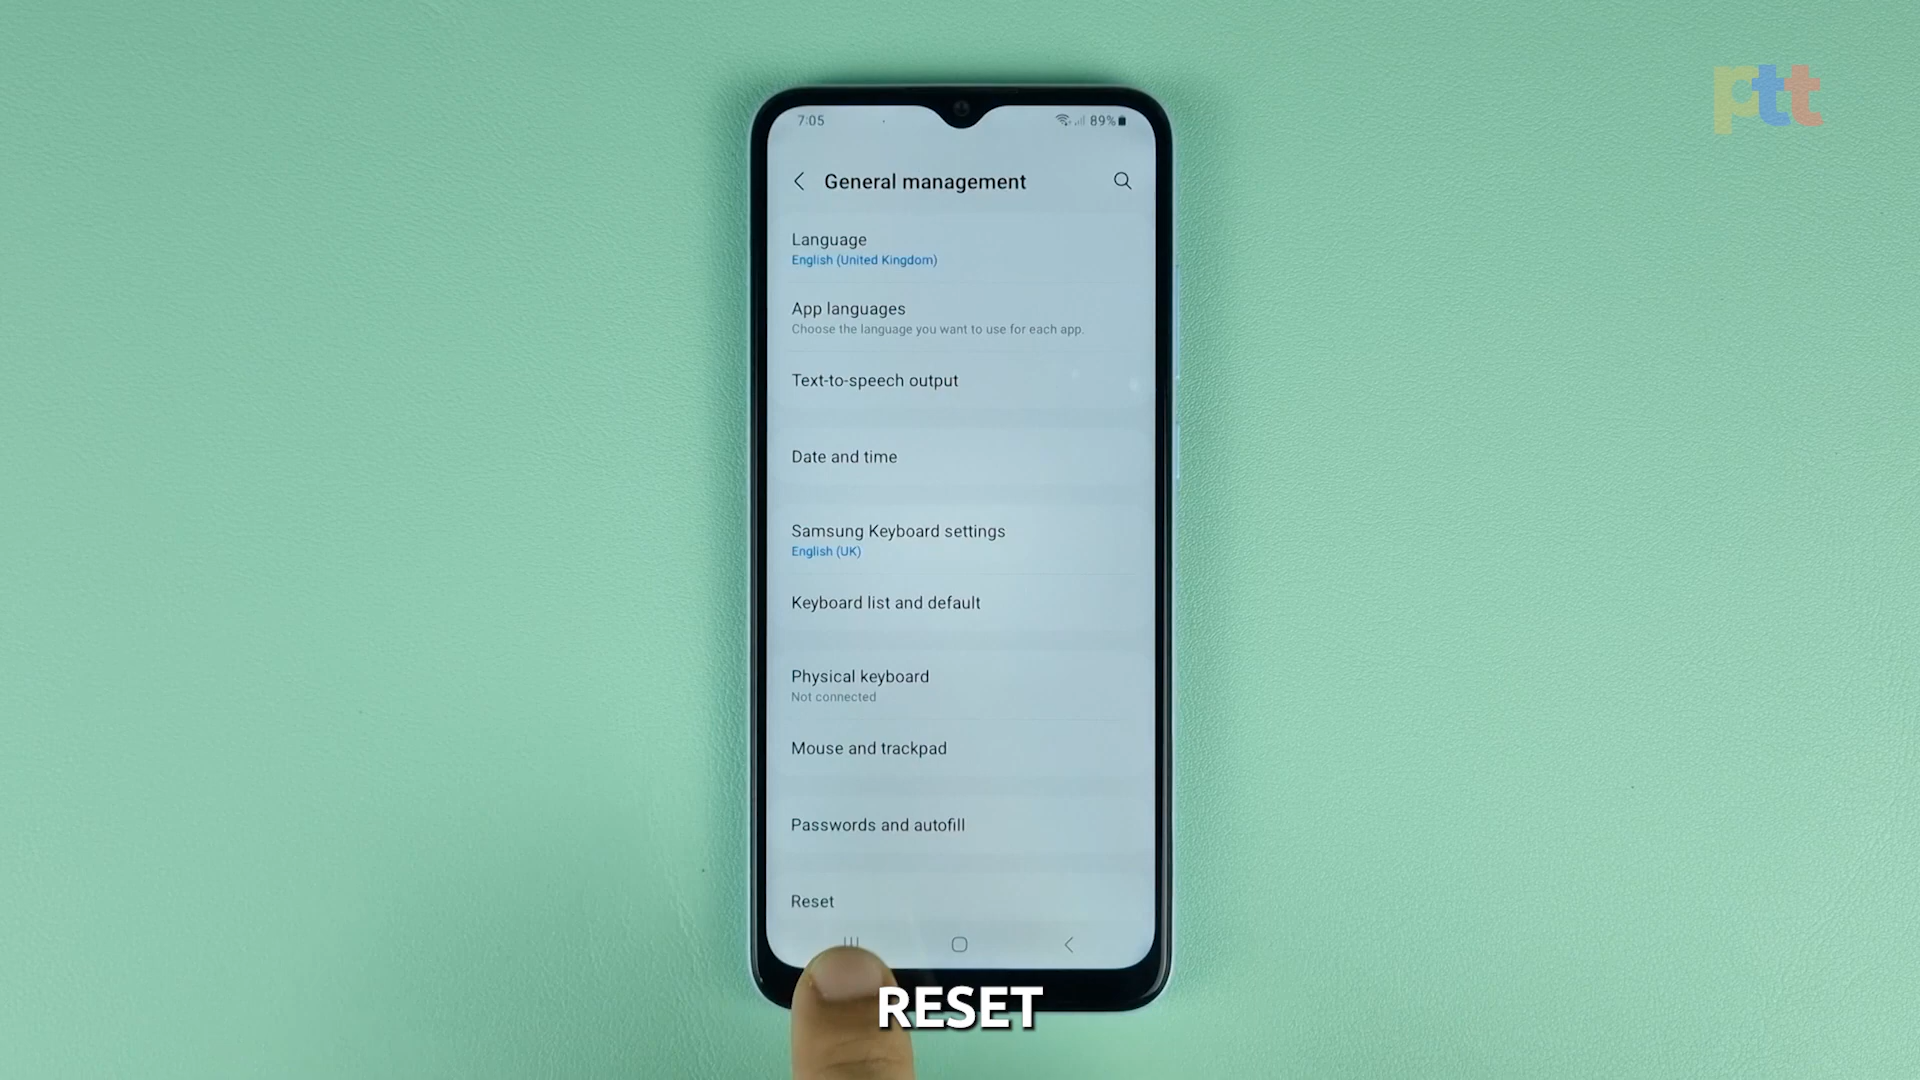 ptt
7:05
89%
General management
Language
English (United Kingdom)
App languages
Choose the language you want to use for each app.
Text-to-speech output
Date and time
Samsung Keyboard settings
English (UK)
Keyboard list and default
Physical keyboard
Not connected
Mouse and trackpad
Passwords and autofill
Reset
RESET